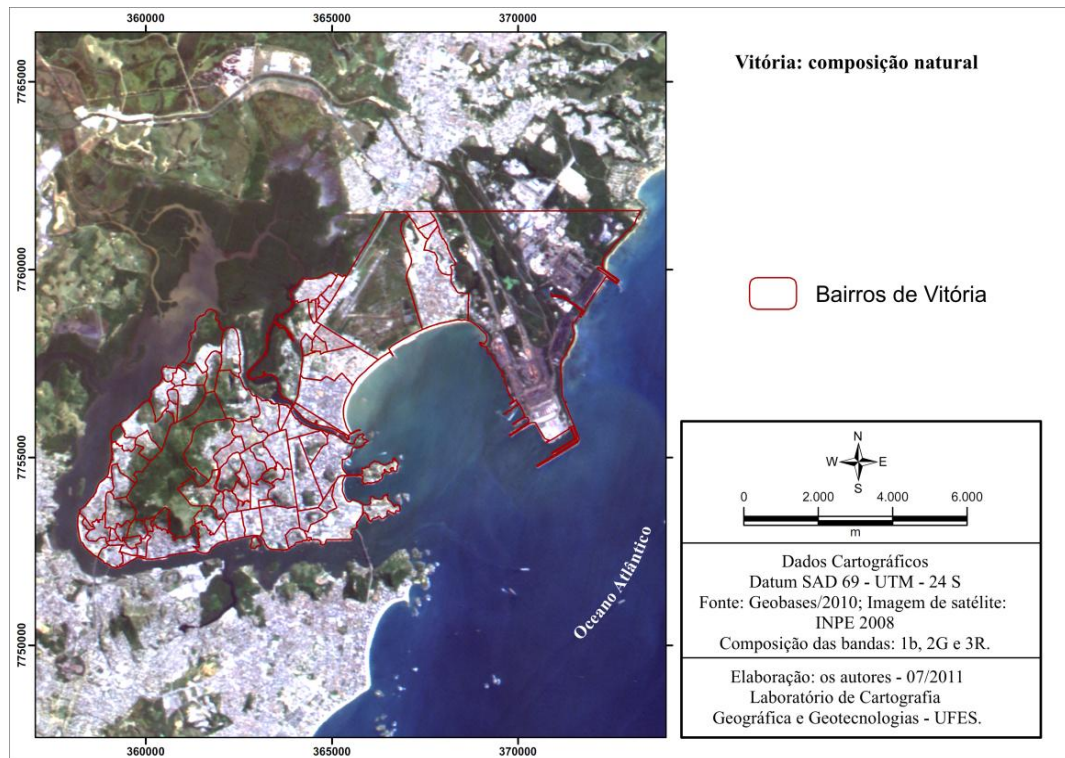 360000 365000 370000
7765000
7760000
7755000
7750000
Oceano Atlântico
360000 365000 370000
Vitória: composição natural
Bairros de Vitória
N
W E
S
0 2.000 4.000 6.000
m
Dados Cartográficos
Datum SAD 69 - UTM - 24 S
Fonte: Geobases/2010; Imagem de satélite:
INPE 2008
Composição das bandas: 1b, 2G e 3R.
Elaboração: os autores - 07/2011
Laboratório de Cartografia
Geográfica e Geotecnologias - UFES.